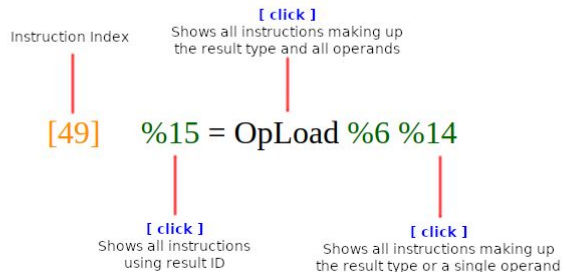 [ click ]
Shows all instructions making up
the result type and all operands
Instruction Index
[49] %15 = OpLoad %6 %14
[ click ]
Shows all instructions
using result ID
[ click ]
Shows all instructions making up
the result type or a single operand